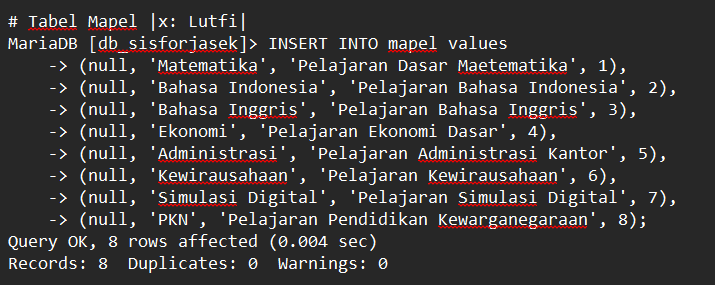 # Tabel Mapel |x: Lutfi|
MariaDB [db_sisforjasek]> INSERT INTO mapel values
    -> (null, 'Matematika', 'Pelajaran Dasar Maetematika', 1),
    -> (null, 'Bahasa Indonesia', 'Pelajaran Bahasa Indonesia', 2),
    -> (null, 'Bahasa Inggris', 'Pelajaran Bahasa Inggris', 3),
    -> (null, 'Ekonomi', 'Pelajaran Ekonomi Dasar', 4),
    -> (null, 'Administrasi', 'Pelajaran Administrasi Kantor', 5),
    -> (null, 'Kewirausahaan', 'Pelajaran Kewirausahaan', 6),
    -> (null, 'Simulasi Digital', 'Pelajaran Simulasi Digital', 7),
    -> (null, 'PKN', 'Pelajaran Pendidikan Kewarganegaraan', 8);
Query OK, 8 rows affected (0.004 sec)
Records: 8  Duplicates: 0  Warnings: 0